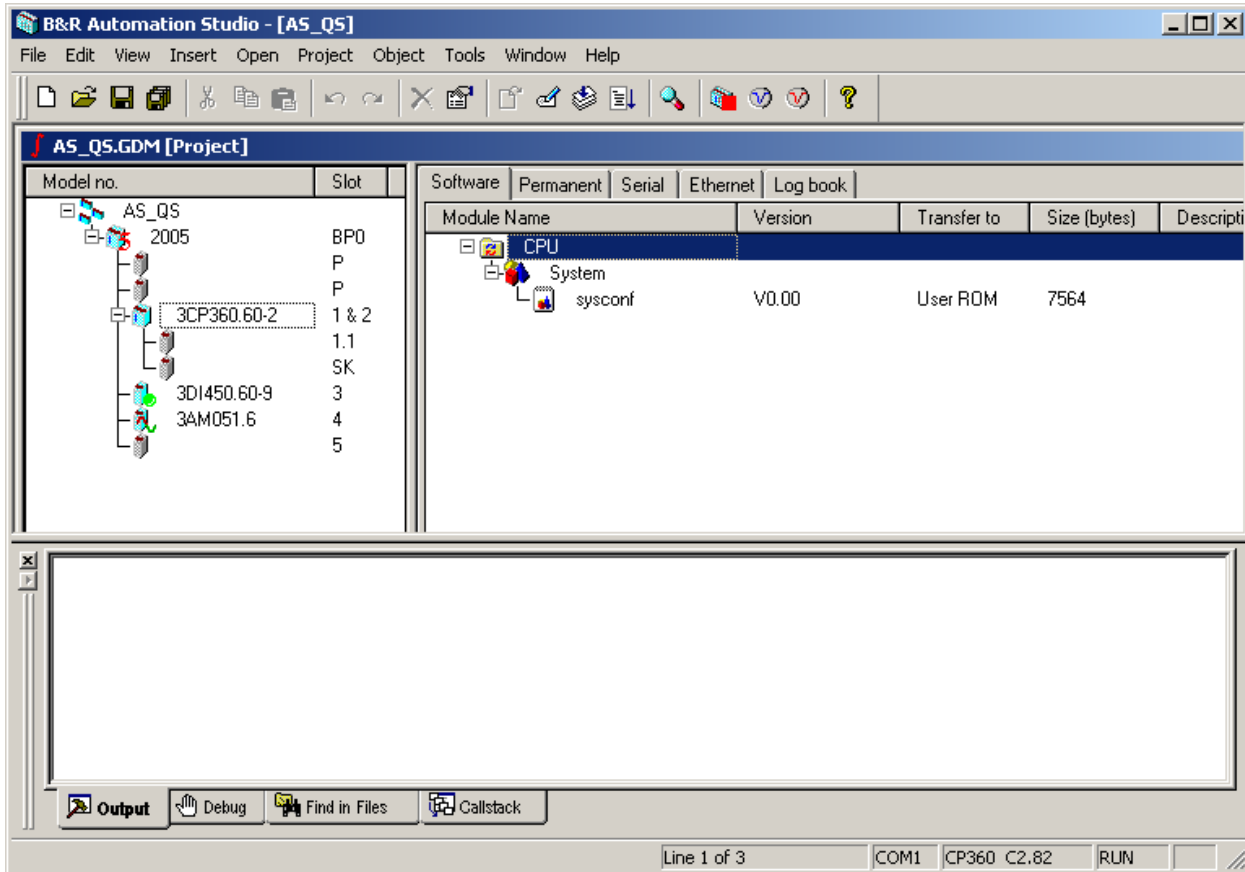 B&R Automation Studio - [AS_QS]
File Edit View Insert Open Project Object Tools Window Help
AS_QS.GDM [Project]
Model no. Slot
Software Permanent Serial Ethernet Log book
Module Name Version Transfer to Size (bytes) Descripti
AS_QS
2005 BP0
P
P
3CP360.60-2 1 & 2
1.1
SK
3DI450.60-9 3
3AM051.6 4
5
CPU
System
sysconf V0.00 User ROM 7564
Output Debug Find in Files Callstack
Line 1 of 3 COM1 CP360 C2.82 RUN